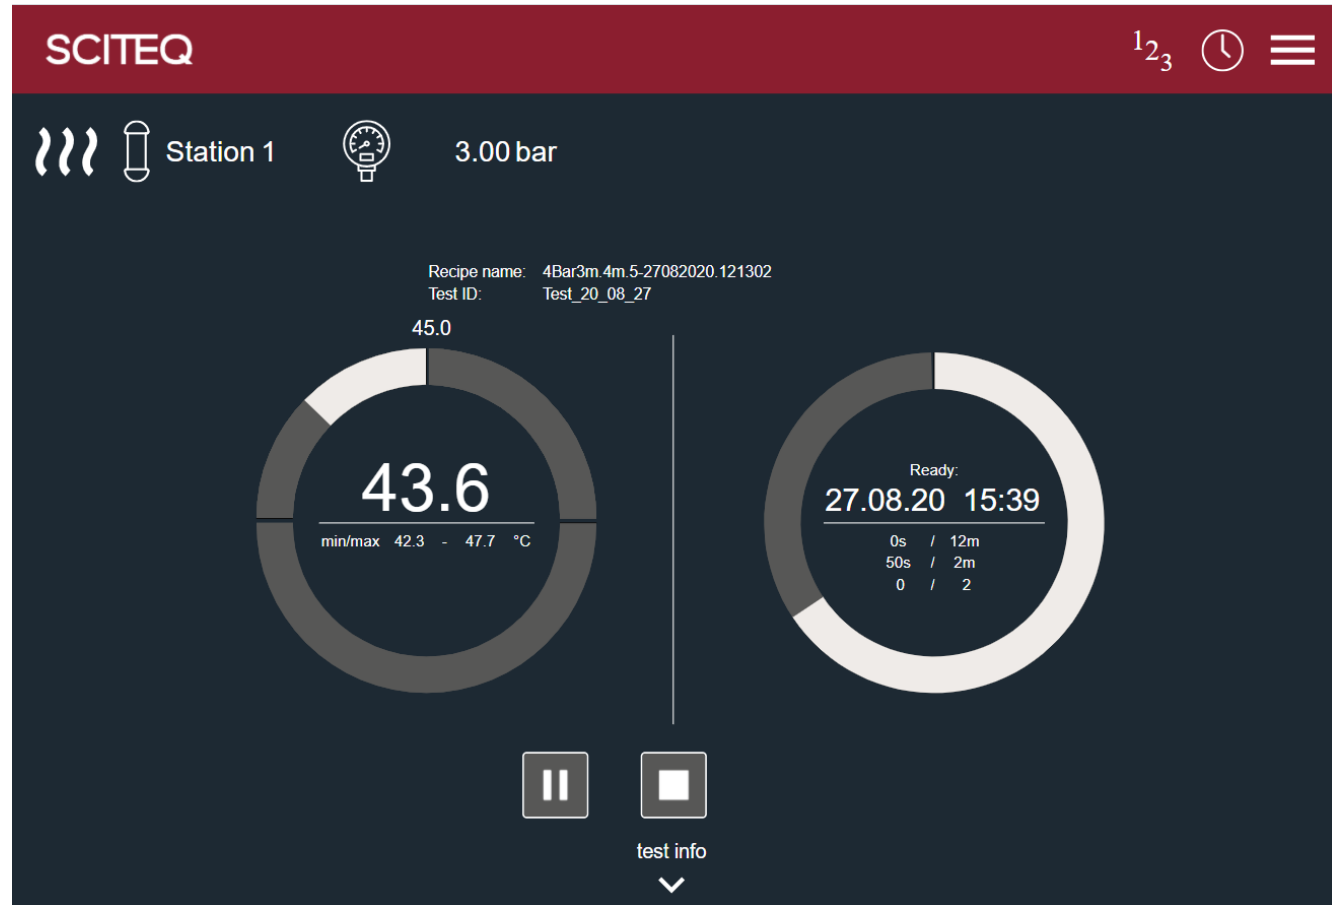 SCITEQ
1 2 3
Station 1 3.00 bar
Recipe name: 4Bar3m.4m.5-27082020.121302
Test ID: Test_20_08_27
45.0
43.6
min/max 42.3 - 47.7 °C
Ready:
27.08.20 15:39
0s / 12m
50s / 2m
0 / 2
test info